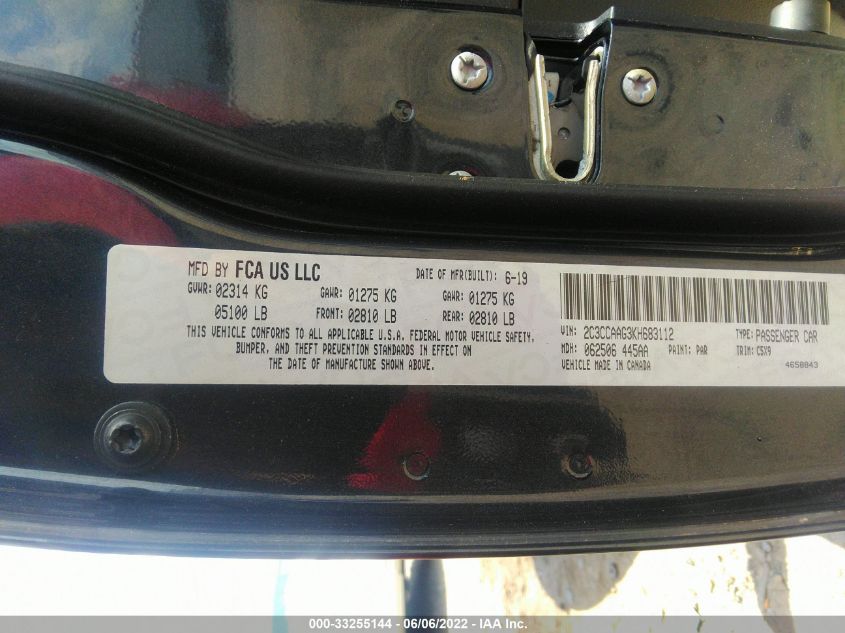 MFD BY FCA US LLC DATE OF MFR(BUILT): 6-19
GVWR: 02314 KG GAWR: 01275 KG GAWR: 01275 KG
05100 LB FRONT: 02810 LB REAR: 02810 LB
THIS VEHICLE CONFORMS TO ALL APPLICABLE U.S.A. FEDERAL MOTOR VEHICLE SAFETY,
BUMPER, AND THEFT PREVENTION STANDARDS IN EFFECT ON
THE DATE OF MANUFACTURE SHOWN ABOVE.
VIN: 2C3CCAAG3KH683112 TYPE: PASSENGER CAR
MDH: 062506 445AA PAINT: PAR TRIM: C5X9
VEHICLE MADE IN CANADA 4658843
000-33255144 - 06/06/2022 - IAA Inc.